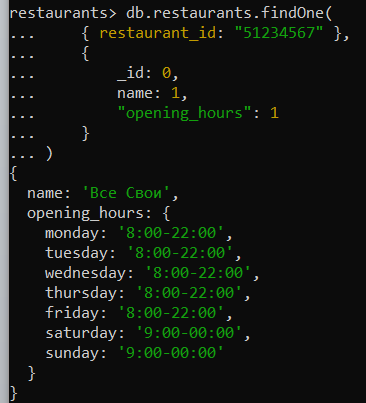 restaurants> db.restaurants.findOne(
...     { restaurant_id: "51234567" },
...     {
...         _id: 0,
...         name: 1,
...         "opening_hours": 1
...     }
... )
{
  name: 'Все Свои',
  opening_hours: {
    monday: '8:00-22:00',
    tuesday: '8:00-22:00',
    wednesday: '8:00-22:00',
    thursday: '8:00-22:00',
    friday: '8:00-22:00',
    saturday: '9:00-00:00',
    sunday: '9:00-00:00'
  }
}